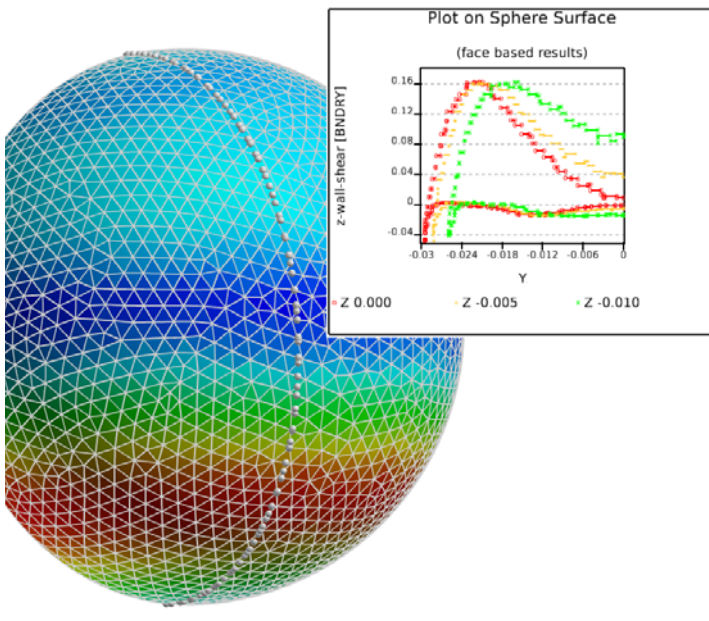 Plot on Sphere Surface
(face based results)
z-wall-shear [BNDRY]
0.16
0.12
0.08
0.04
0
-0.04
-0.03 -0.024 -0.018 -0.012 -0.006 0
Y
Z 0.000 Z -0.005 Z -0.010